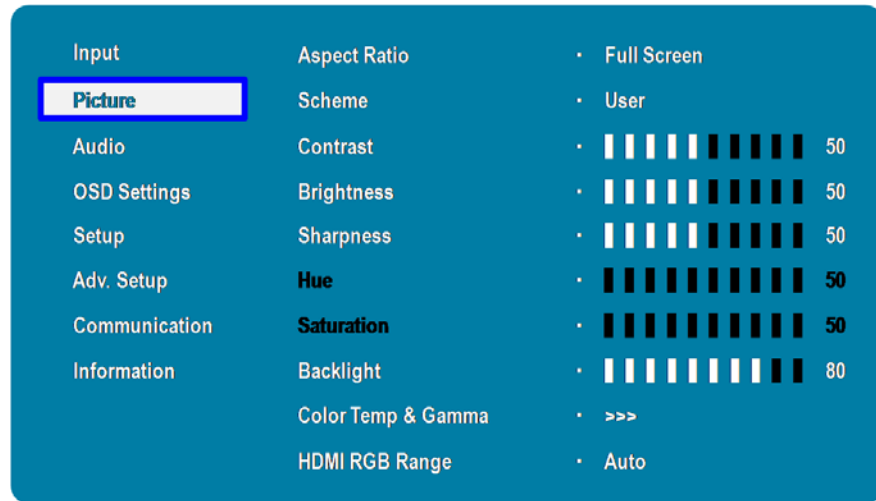 Input Aspect Ratio · Full Screen
Picture Scheme · User
Audio Contrast · 50
OSD Settings Brightness · 50
Setup Sharpness · 50
Adv. Setup Hue · 50
Communication Saturation · 50
Information Backlight · 80
Color Temp & Gamma · >>>
HDMI RGB Range · Auto